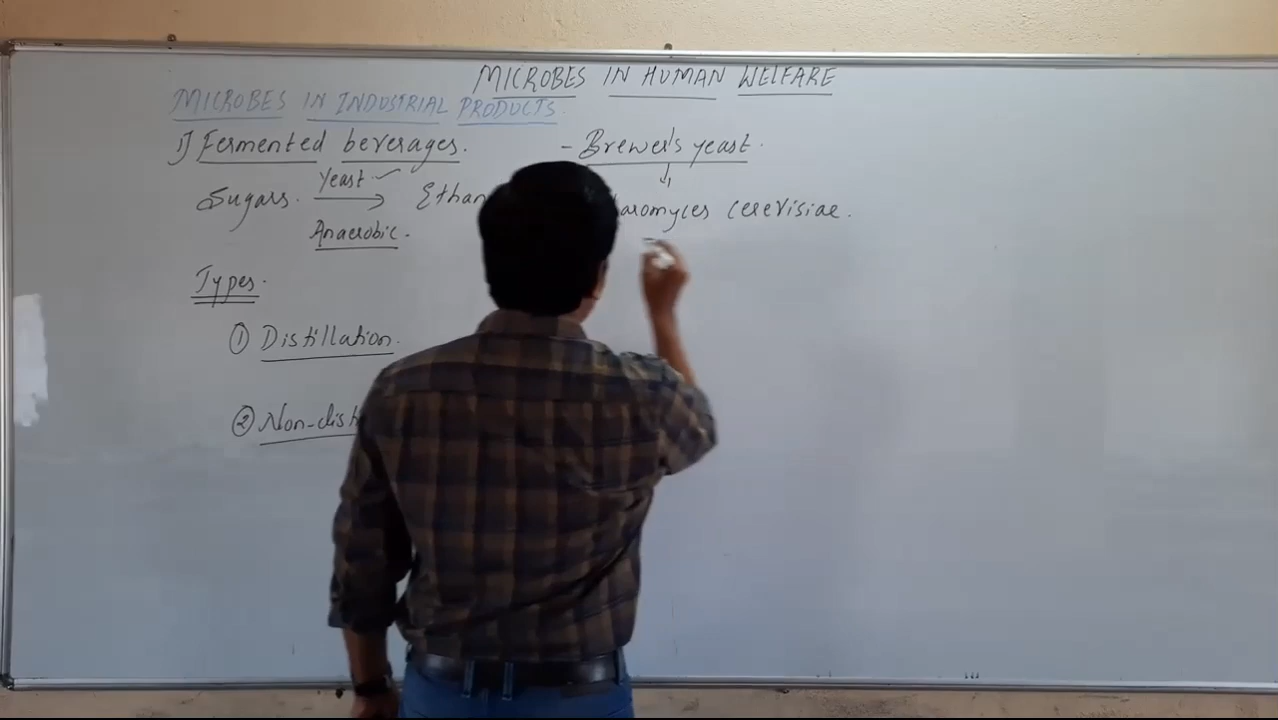 MICROBES IN HUMAN WELFARE
MICROBES IN INDUSTRIAL PRODUCTS.
1) Fermented beverages.
- Brewer's yeast.
Sugars. Yeast ✓ → Ethan
Anaerobic.
↓
aromyces cerevisiae.
Types.
① Distillation.
② Non-dist